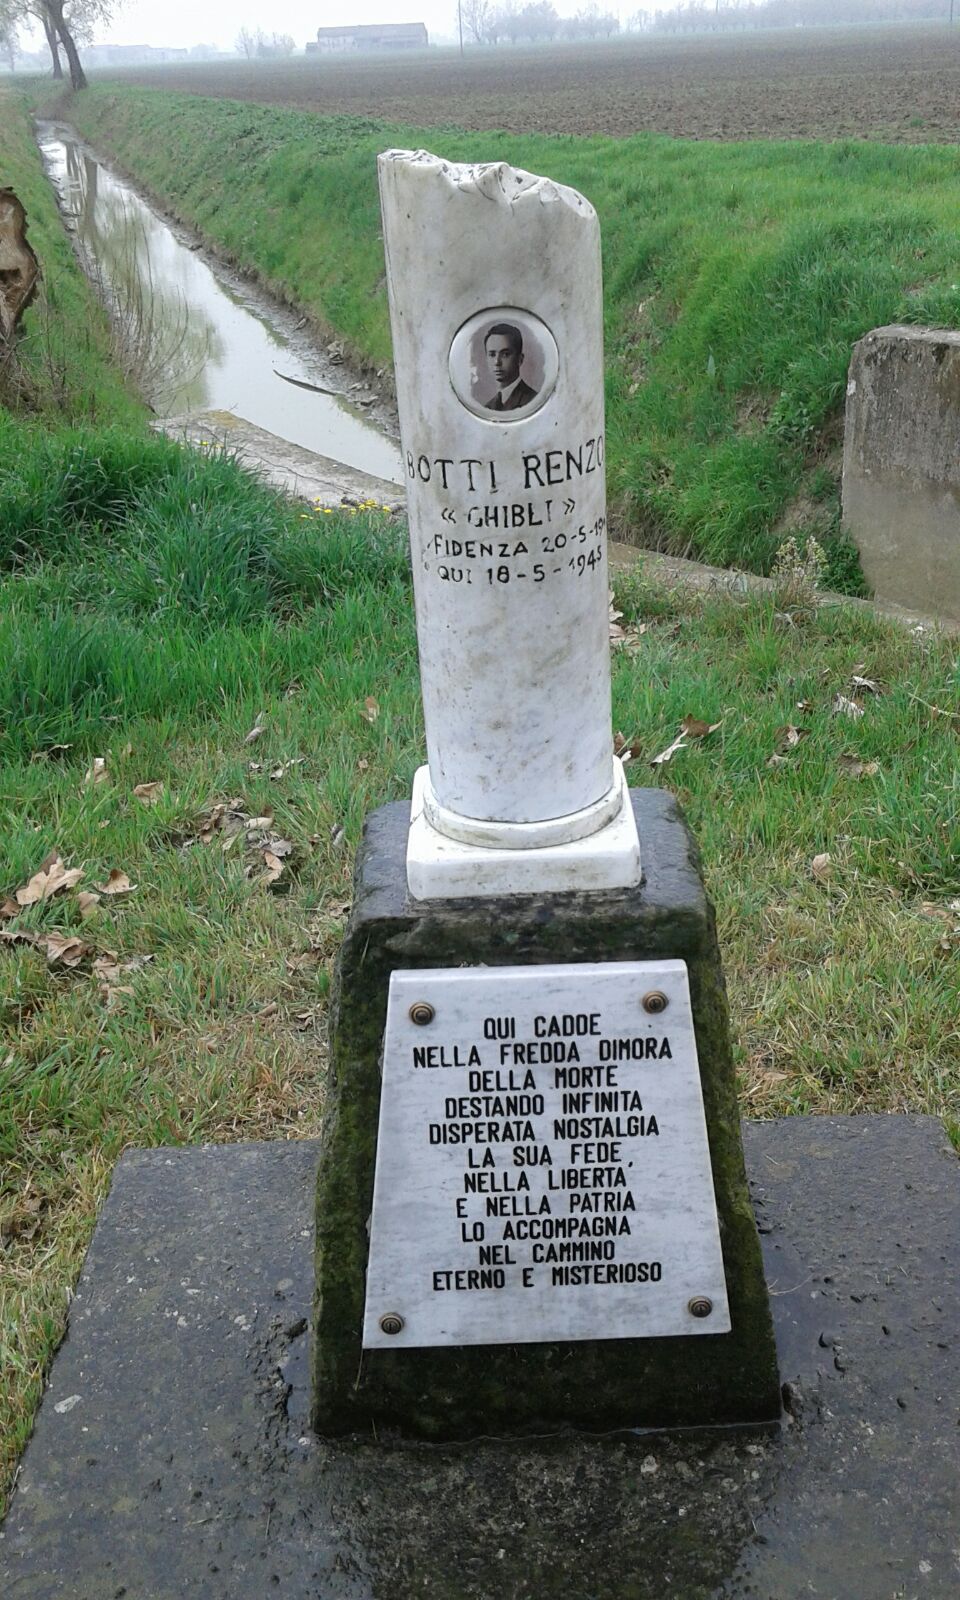 BOTTI RENZO
« GHIBLI »
FIDENZA 20-5-19
QUI 18-5-1945
QUI CADDE
NELLA FREDDA DIMORA
DELLA MORTE
DESTANDO INFINITA
DISPERATA NOSTALGIA
LA SUA FEDE,
NELLA LIBERTA'
E NELLA PATRIA
LO ACCOMPAGNA
NEL CAMMINO
ETERNO E MISTERIOSO